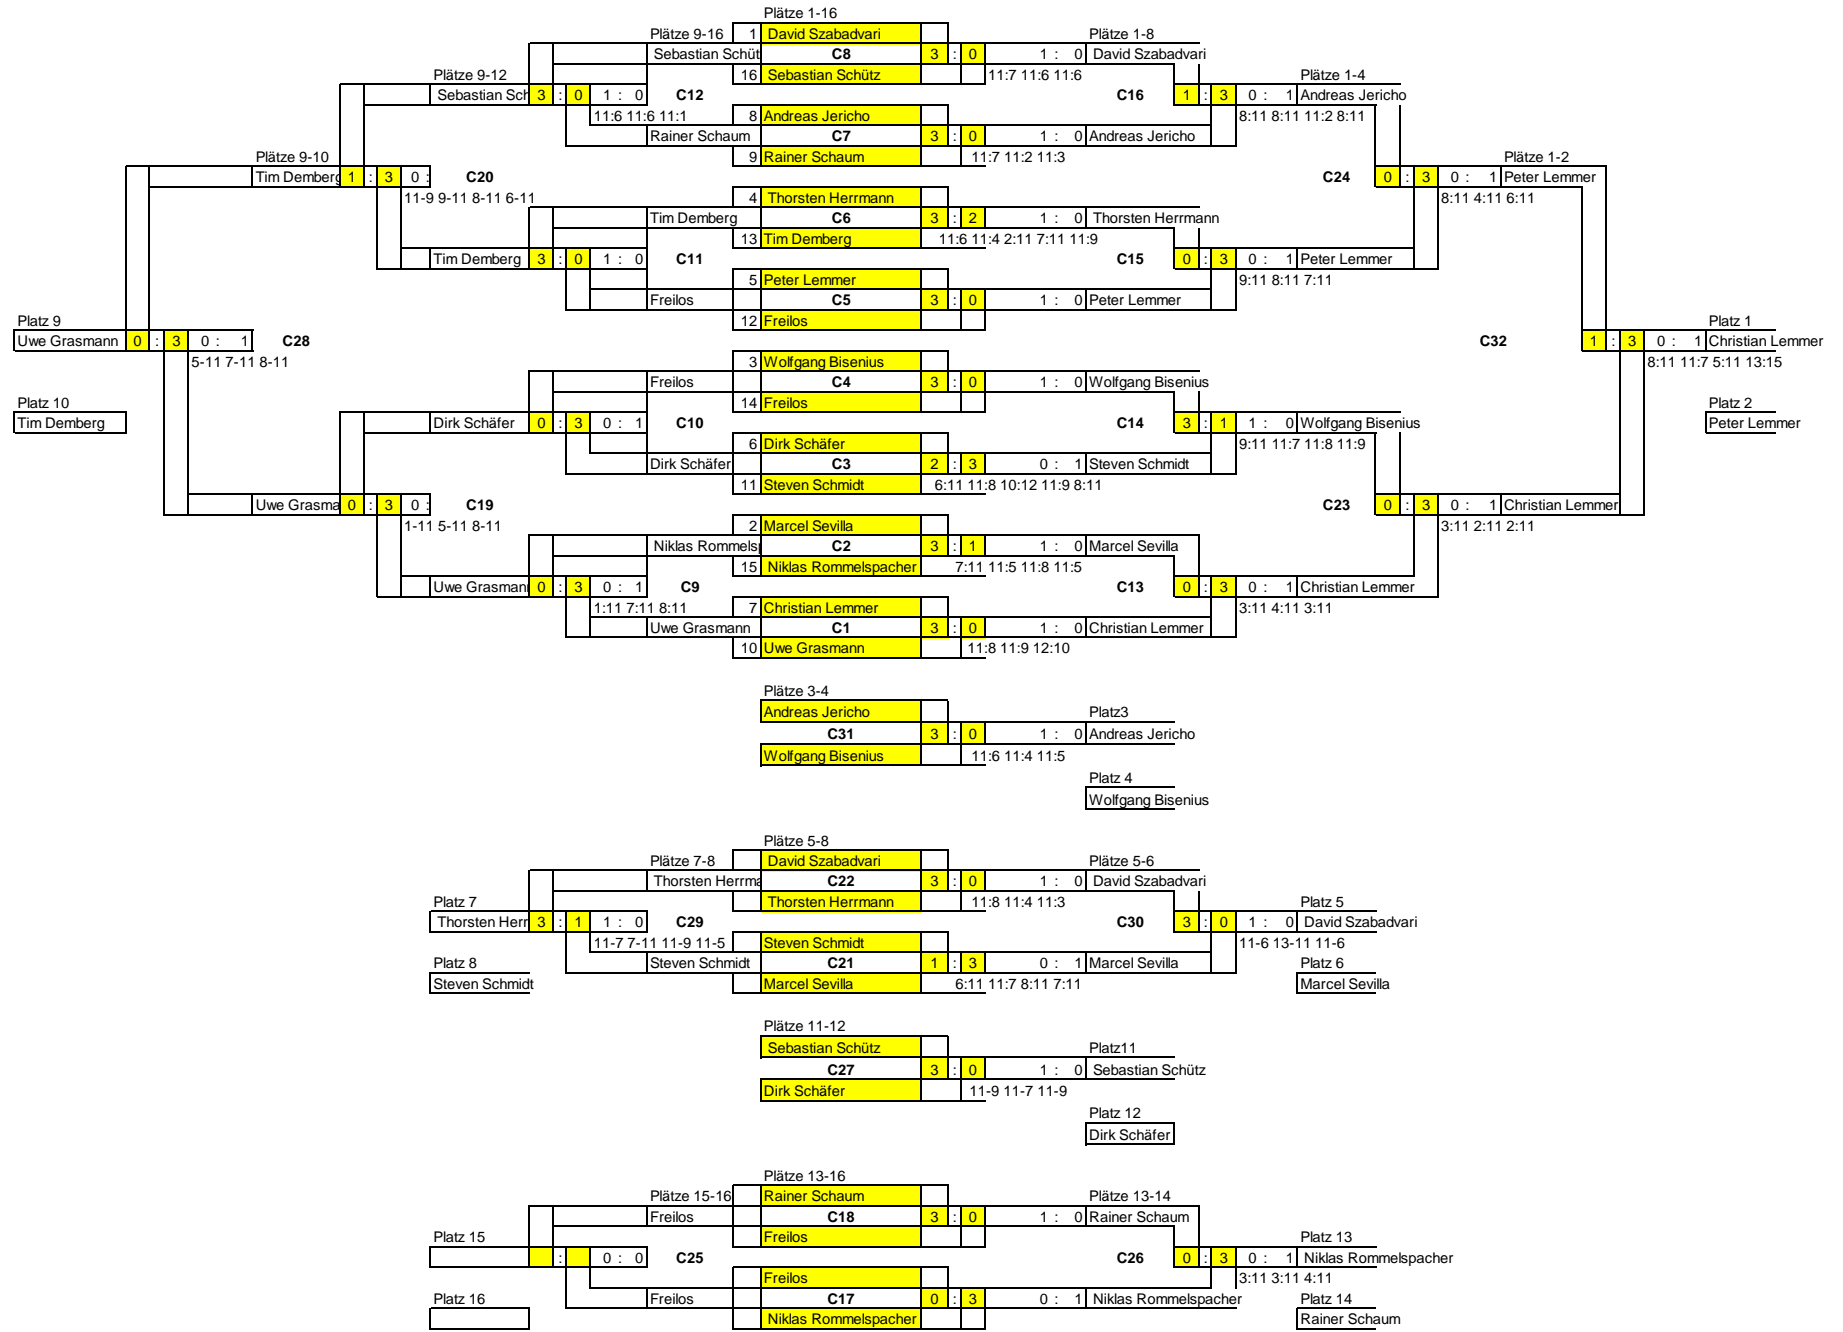 Plätze 1-16
Plätze 9-16 1 David Szabadvari Plätze 1-8
Sebastian Schüt C8 3 : 0 1 : 0 David Szabadvari
Plätze 9-12 16 Sebastian Schütz 11:7 11:6 11:6 Plätze 1-4
Sebastian Sch 3 : 0 1 : 0 C12 C16 1 : 3 0 : 1 Andreas Jericho
11:6 11:6 11:1 8 Andreas Jericho 8:11 8:11 11:2 8:11
Rainer Schaum C7 3 : 0 1 : 0 Andreas Jericho
Plätze 9-10 9 Rainer Schaum 11:7 11:2 11:3 Plätze 1-2
Tim Demberg 1 : 3 0 : C20 C24 0 : 3 0 : 1 Peter Lemmer
11-9 9-11 8-11 6-11 4 Thorsten Herrmann 8:11 4:11 6:11
Tim Demberg C6 3 : 2 1 : 0 Thorsten Herrmann
13 Tim Demberg 11:6 11:4 2:11 7:11 11:9
Tim Demberg 3 : 0 1 : 0 C11 C15 0 : 3 0 : 1 Peter Lemmer
5 Peter Lemmer 9:11 8:11 7:11
Freilos C5 3 : 0 1 : 0 Peter Lemmer
Platz 9 12 Freilos Platz 1
Uwe Grasmann 0 : 3 0 : 1 C28 C32 1 : 3 0 : 1 Christian Lemmer
5-11 7-11 8-11 3 Wolfgang Bisenius 8:11 11:7 5:11 13:15
Freilos C4 3 : 0 1 : 0 Wolfgang Bisenius
Platz 10 14 Freilos Platz 2
Tim Demberg Dirk Schäfer 0 : 3 0 : 1 C10 C14 3 : 1 1 : 0 Wolfgang Bisenius Peter Lemmer
6 Dirk Schäfer 9:11 11:7 11:8 11:9
Dirk Schäfer C3 2 : 3 0 : 1 Steven Schmidt
11 Steven Schmidt 6:11 11:8 10:12 11:9 8:11
Uwe Grasma 0 : 3 0 : C19 C23 0 : 3 0 : 1 Christian Lemmer
1-11 5-11 8-11 2 Marcel Sevilla 3:11 2:11 2:11
Niklas Rommelsp C2 3 : 1 1 : 0 Marcel Sevilla
15 Niklas Rommelspacher 7:11 11:5 11:8 11:5
Uwe Grasman 0 : 3 0 : 1 C9 C13 0 : 3 0 : 1 Christian Lemmer
1:11 7:11 8:11 7 Christian Lemmer 3:11 4:11 3:11
Uwe Grasmann C1 3 : 0 1 : 0 Christian Lemmer
10 Uwe Grasmann 11:8 11:9 12:10
Plätze 3-4
Andreas Jericho Platz3
C31 3 : 0 1 : 0 Andreas Jericho
Wolfgang Bisenius 11:6 11:4 11:5
Platz 4
Wolfgang Bisenius
Plätze 5-8
Plätze 7-8 David Szabadvari Plätze 5-6
Thorsten Herrma C22 3 : 0 1 : 0 David Szabadvari
Platz 7 Thorsten Herrmann 11:8 11:4 11:3 Platz 5
Thorsten Herr 3 : 1 1 : 0 C29 C30 3 : 0 1 : 0 David Szabadvari
11-7 7-11 11-9 11-5 Steven Schmidt 11-6 13-11 11-6
Platz 8 Steven Schmidt C21 1 : 3 0 : 1 Marcel Sevilla Platz 6
Steven Schmidt Marcel Sevilla 6:11 11:7 8:11 7:11 Marcel Sevilla
Plätze 11-12
Sebastian Schütz Platz11
C27 3 : 0 1 : 0 Sebastian Schütz
Dirk Schäfer 11-9 11-7 11-9
Platz 12
Dirk Schäfer
Plätze 13-16
Plätze 15-16 Rainer Schaum Plätze 13-14
Freilos C18 3 : 0 1 : 0 Rainer Schaum
Platz 15 Freilos Platz 13
: 0 : 0 C25 C26 0 : 3 0 : 1 Niklas Rommelspacher
Freilos 3:11 3:11 4:11
Platz 16 Freilos C17 0 : 3 0 : 1 Niklas Rommelspacher Platz 14
Niklas Rommelspacher Rainer Schaum